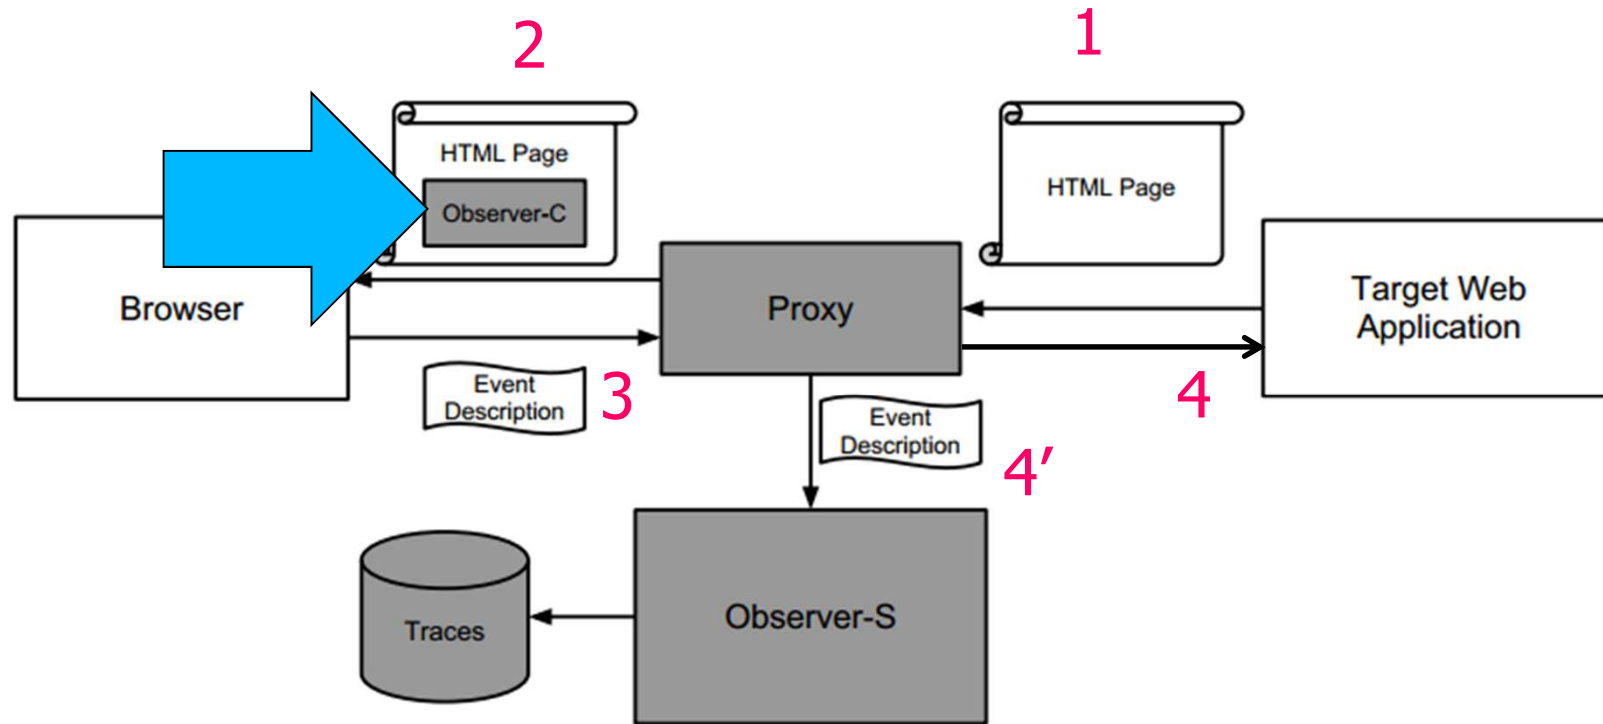 2
1
HTML Page
Observer-C
HTML Page
Browser
Proxy
Target Web
Application
Event
Description
3
4
Event
Description
4’
Traces
Observer-S